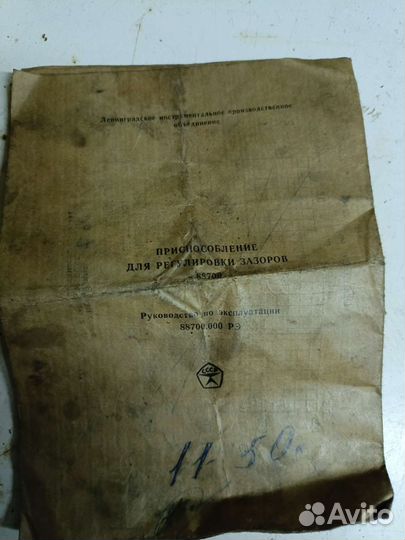 Ленинградское инструментальное производственное
объединение
ПРИСПОСОБЛЕНИЕ
ДЛЯ РЕГУЛИРОВКИ ЗАЗОРОВ
88700
Руководство по эксплуатации
88700.000 РЭ
СССР
11-50
Avito